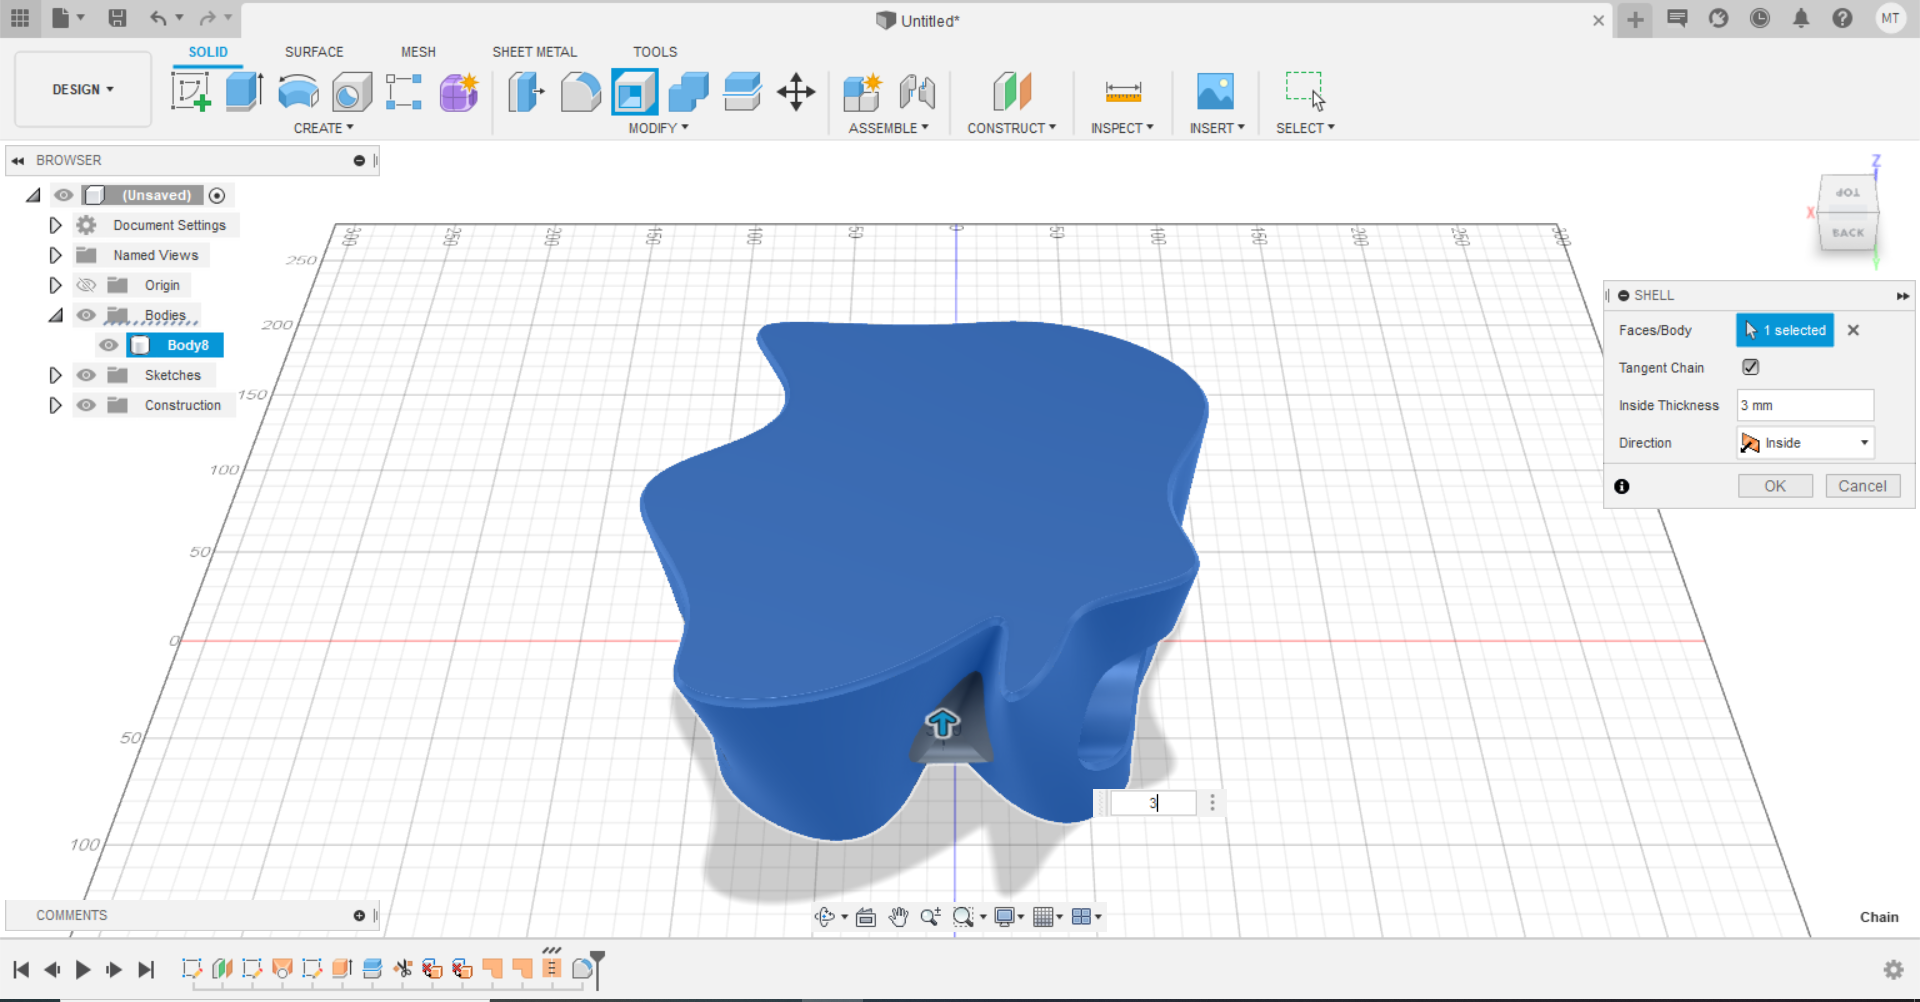 Untitled*
MT
DESIGN
SOLID
SURFACE
MESH
SHEET METAL
TOOLS
CREATE
MODIFY
ASSEMBLE
CONSTRUCT
INSPECT
INSERT
SELECT
BROWSER
(Unsaved)
Document Settings
Named Views
Origin
Bodies
Body8
Sketches
Construction
300
250
200
150
100
50
0
50
100
150
200
250
300
250
200
150
100
50
0
50
100
Z
X
TOP
BACK
Y
SHELL
Faces/Body
1 selected
Tangent Chain
Inside Thickness
3 mm
Direction
Inside
OK
Cancel
3
COMMENTS
Chain